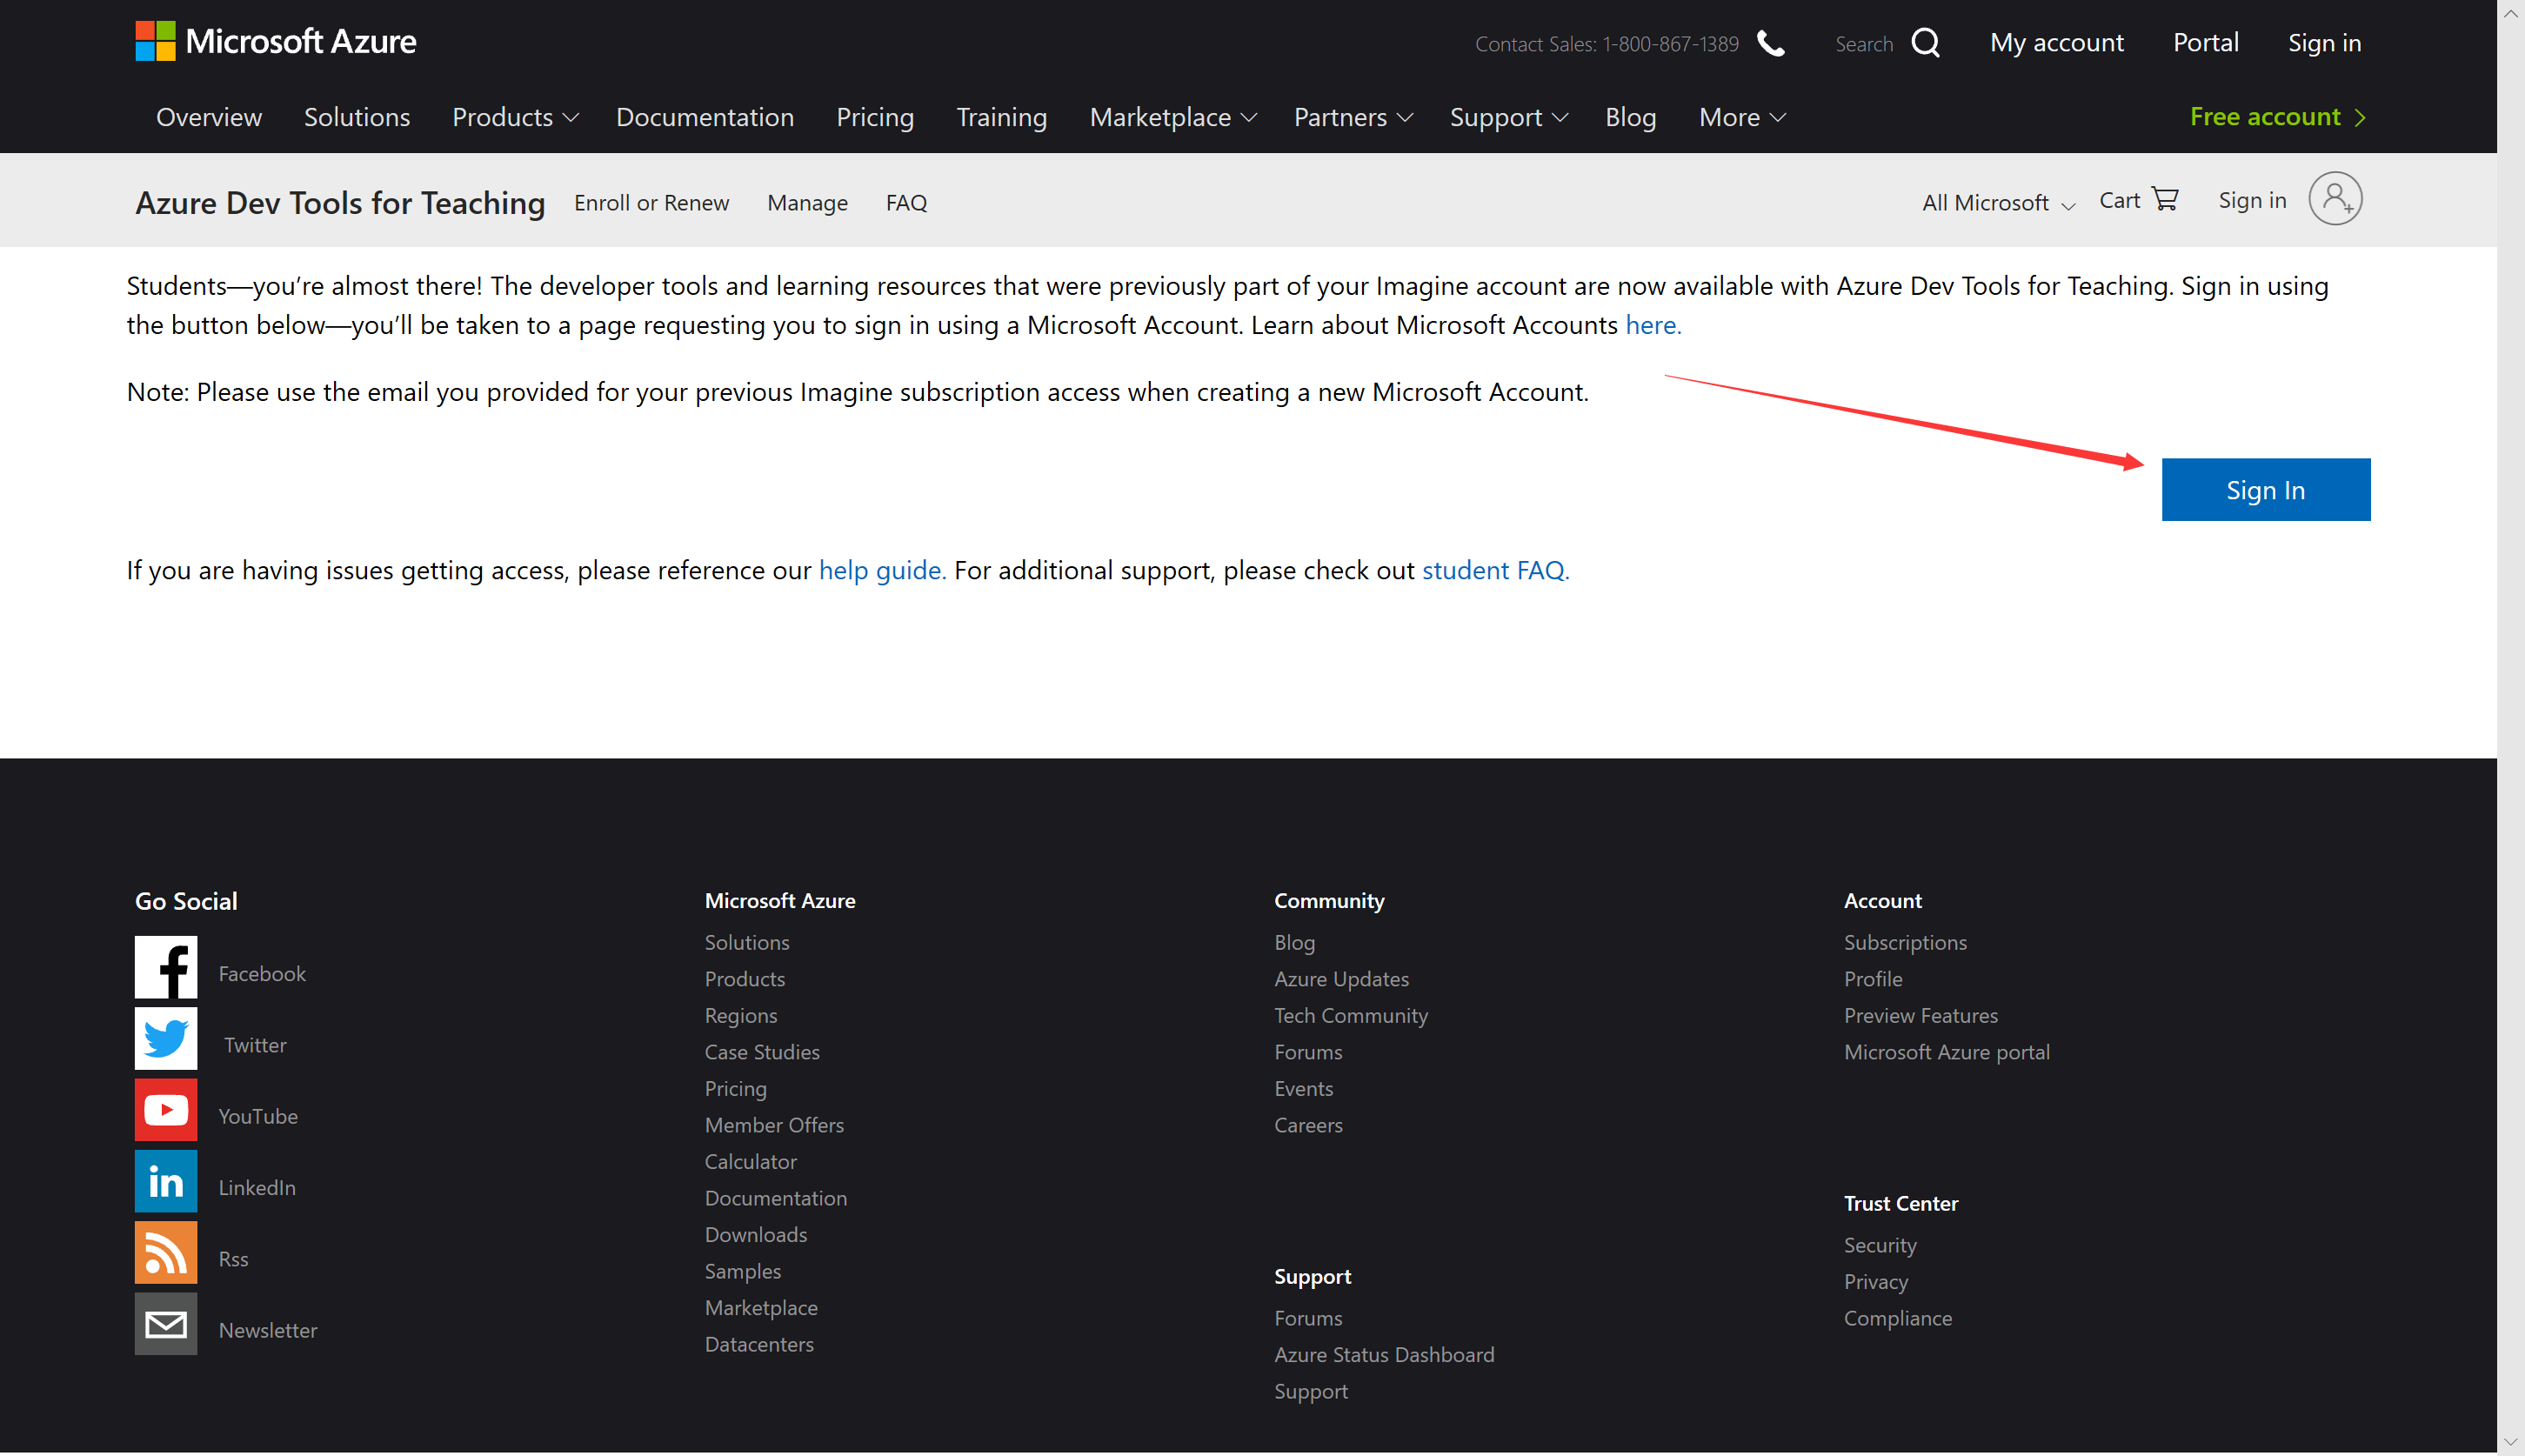 Microsoft Azure
Contact Sales: 1-800-867-1389
Search
My account
Portal
Sign in
Overview
Solutions
Products
Documentation
Pricing
Training
Marketplace
Partners
Support
Blog
More
Free account
Azure Dev Tools for Teaching
Enroll or Renew
Manage
FAQ
All Microsoft
Cart
Sign in
Students—you’re almost there! The developer tools and learning resources that were previously part of your Imagine account are now available with Azure Dev Tools for Teaching. Sign in using
the button below—you’ll be taken to a page requesting you to sign in using a Microsoft Account. Learn about Microsoft Accounts here.
Note: Please use the email you provided for your previous Imagine subscription access when creating a new Microsoft Account.
Sign In
If you are having issues getting access, please reference our help guide. For additional support, please check out student FAQ.
Go Social
Facebook
Twitter
YouTube
LinkedIn
Rss
Newsletter
Microsoft Azure
Solutions
Products
Regions
Case Studies
Pricing
Member Offers
Calculator
Documentation
Downloads
Samples
Marketplace
Datacenters
Community
Blog
Azure Updates
Tech Community
Forums
Events
Careers
Support
Forums
Azure Status Dashboard
Support
Account
Subscriptions
Profile
Preview Features
Microsoft Azure portal
Trust Center
Security
Privacy
Compliance